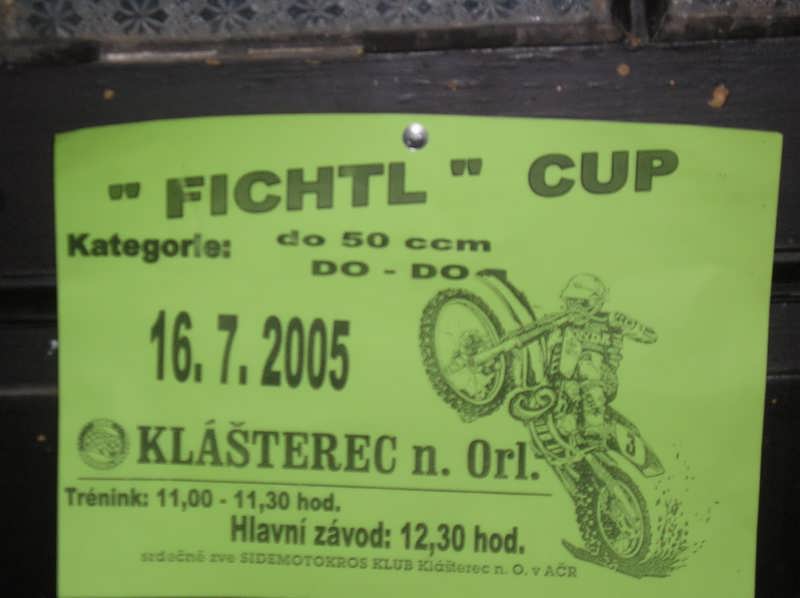 " FICHTL " CUP
Kategorie: do 50 ccm
DO - DO
16. 7. 2005
KLÁŠTEREC n. Orl.
3
Trénink: 11,00 - 11,30 hod.
Hlavní závod: 12,30 hod.
srdečně zve SIDEMOTOKROS KLUB Klášterec n. O. v AČR